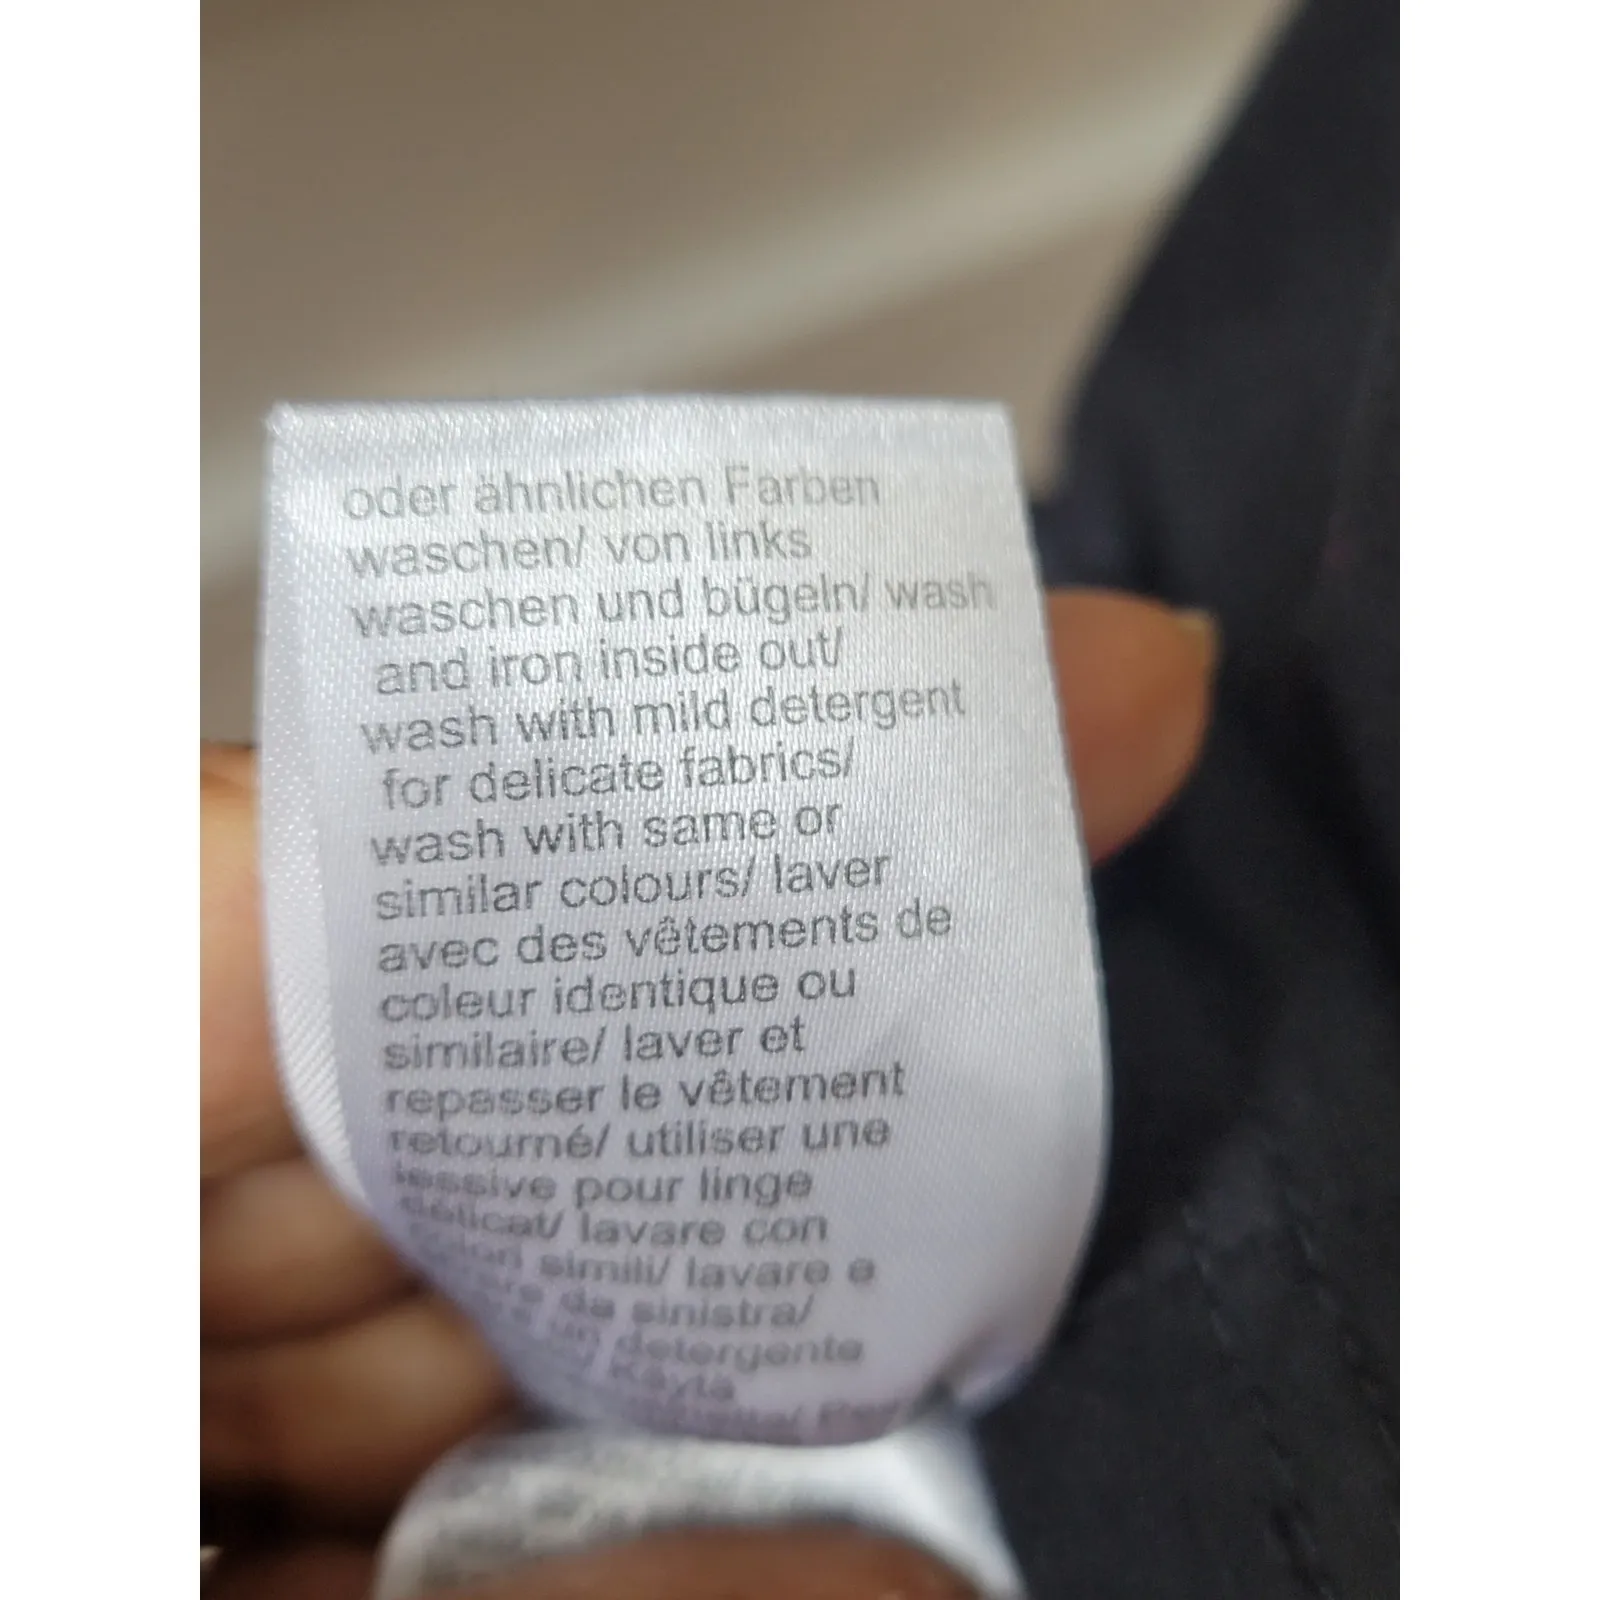 oder ähnlichen Farben
waschen/ von links
waschen und bügeln/ wash
and iron inside out/
wash with mild detergent
for delicate fabrics/
wash with same or
similar colours/ laver
avec des vêtements de
coleur identique ou
similaire/ laver et
repasser le vêtement
retourné/ utiliser une
lessive pour linge
délicat/ lavare con
simili/ lavare e
da sinistra/
un detergente
Käytä